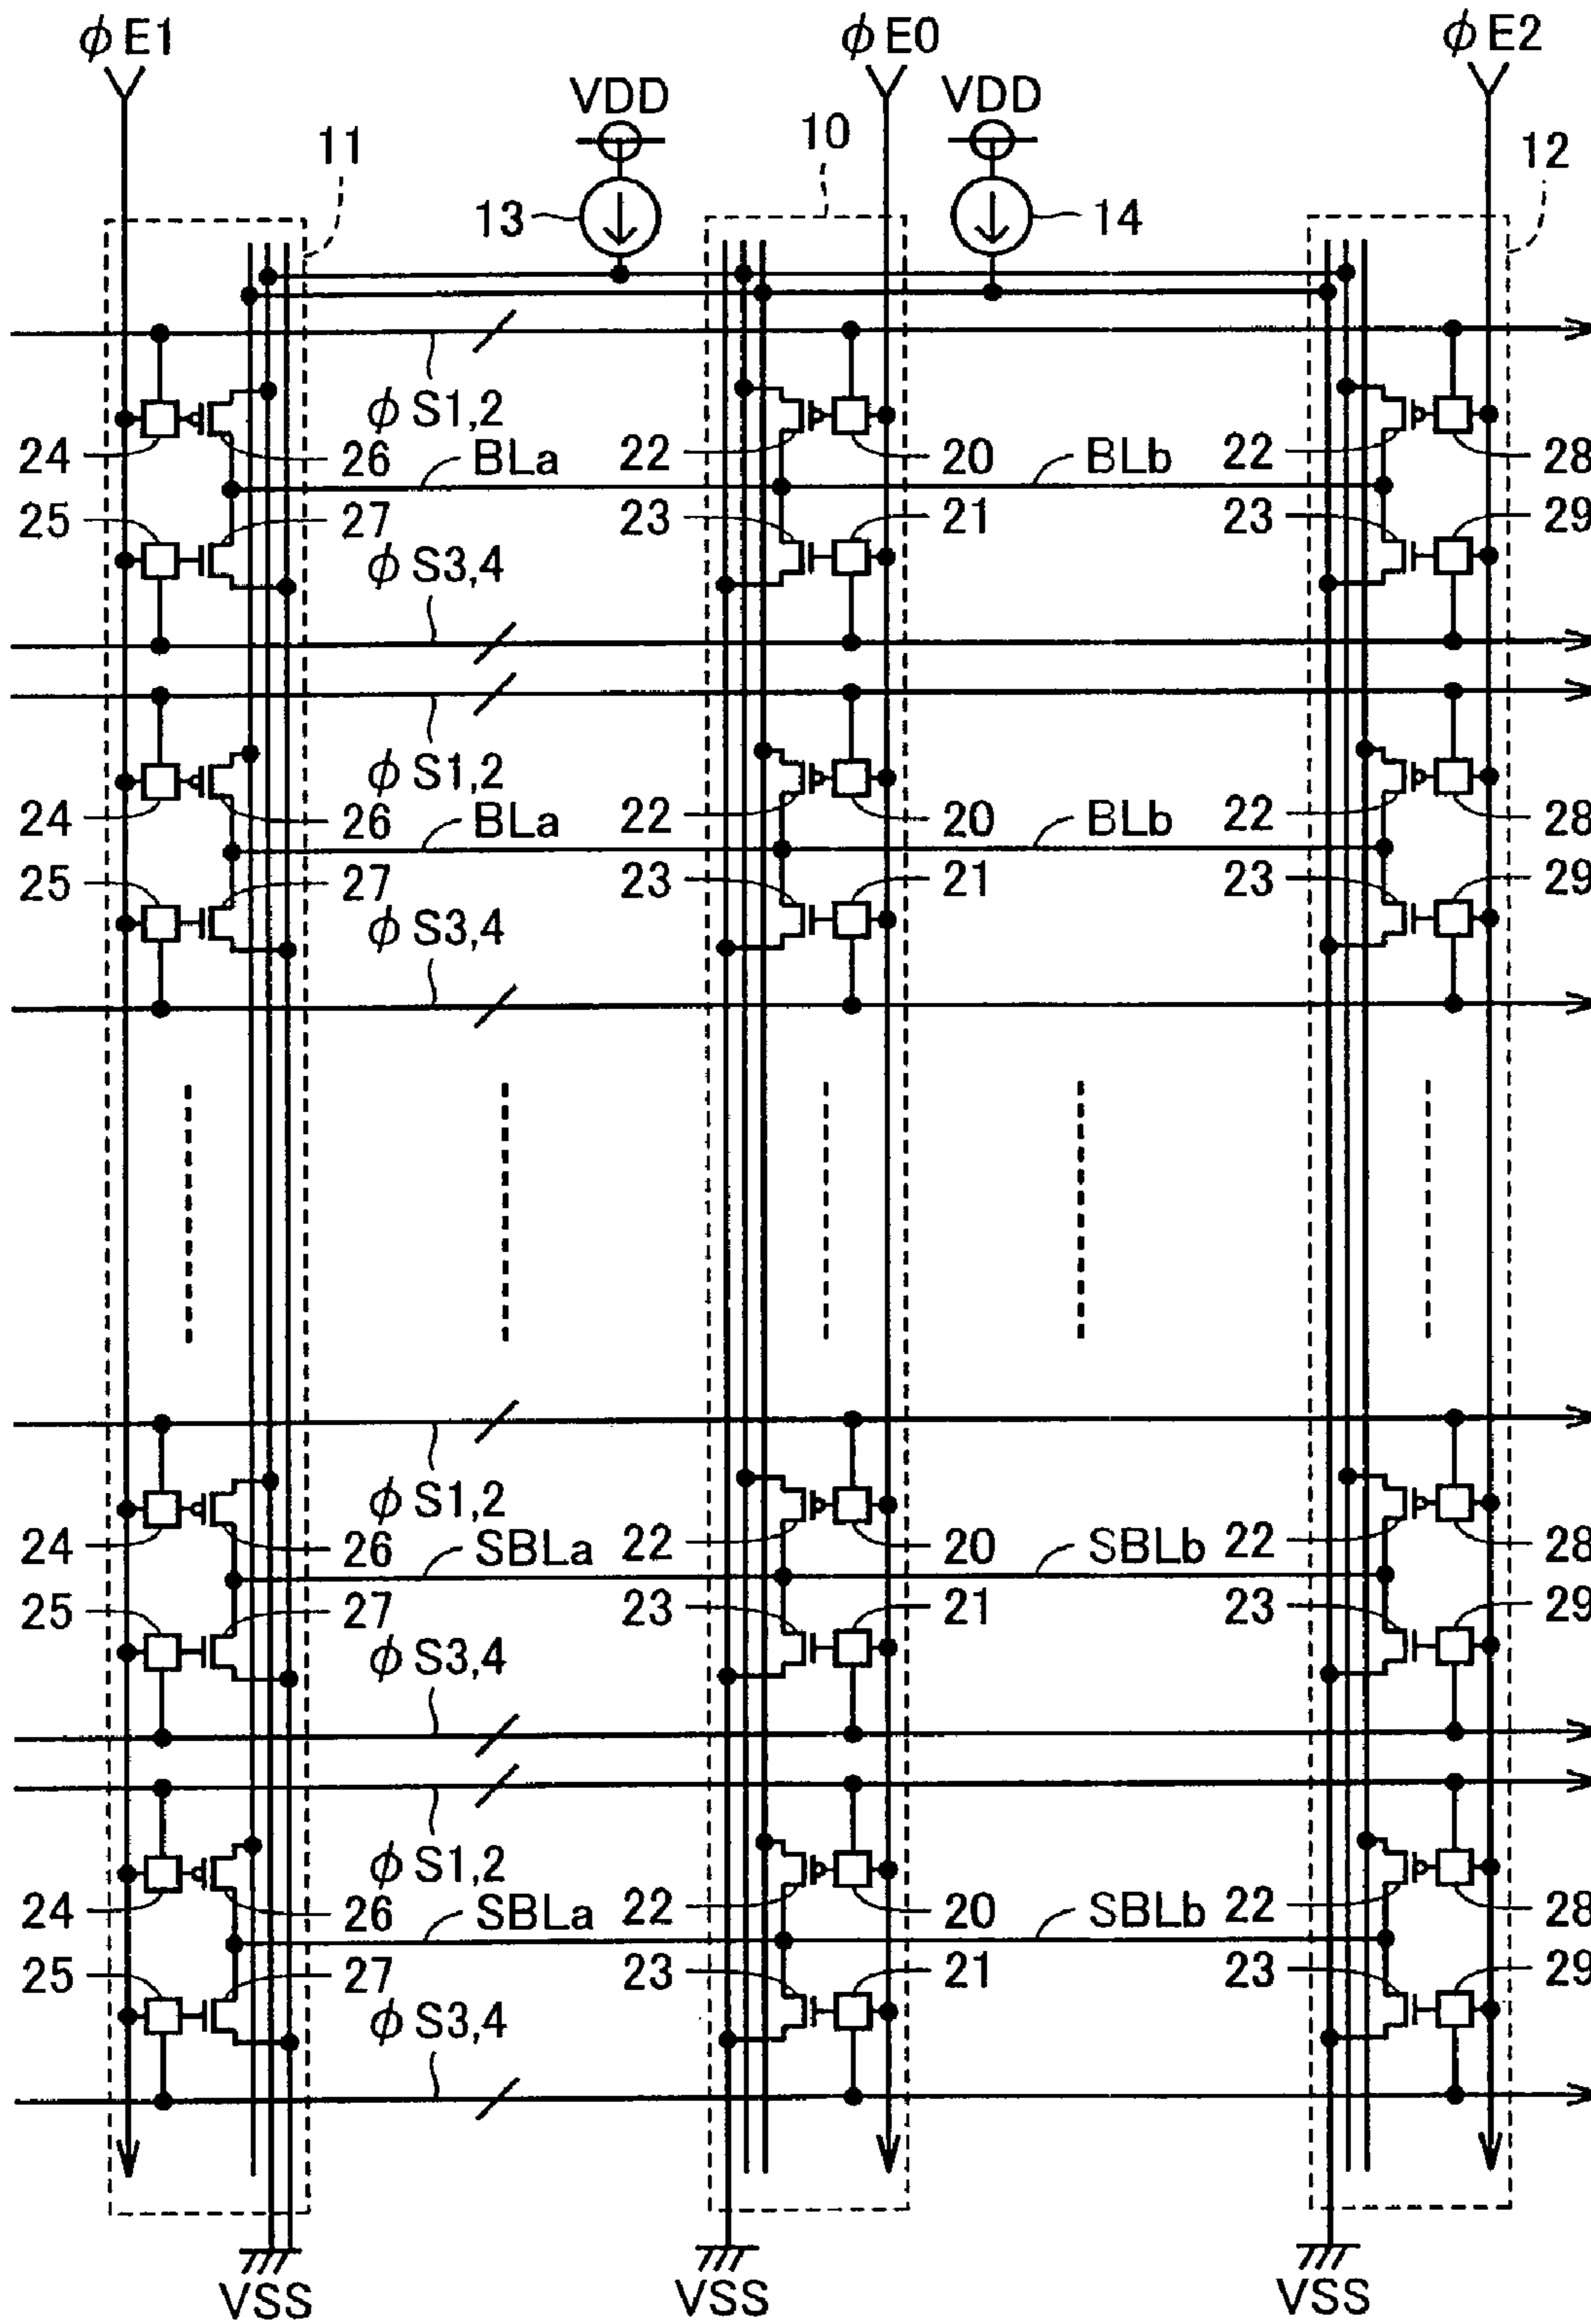 φE1 φE0 φE2
VDD VDD
11 10 12
13 14
φS1,2
24 26 BLa 22 20 BLb 22 28
25 27 23 21 23 29
φS3,4
φS1,2
24 26 BLa 22 20 BLb 22 28
25 27 23 21 23 29
φS3,4
φS1,2
24 26 SBLa 22 20 SBLb 22 28
25 27 23 21 23 29
φS3,4
φS1,2
24 26 SBLa 22 20 SBLb 22 28
25 27 23 21 23 29
φS3,4
VSS VSS VSS